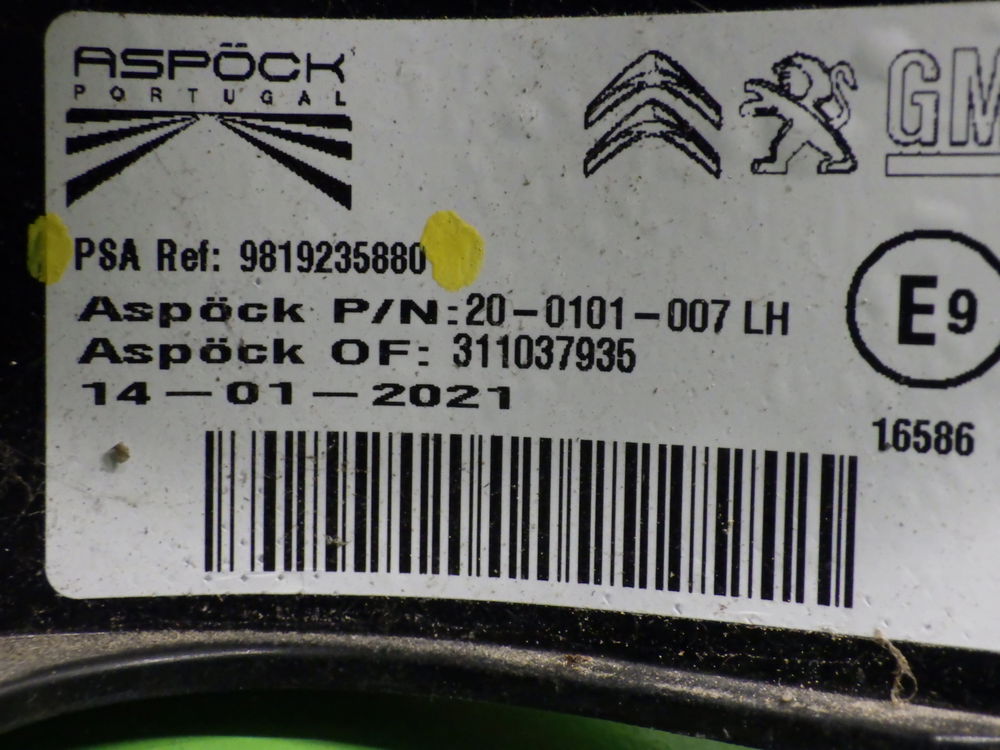 ASPÖCK
PORTUGAL
GM
PSA Ref: 9819235880
Aspöck P/N:20-0101-007 LH
Aspöck OF: 311037935
14-01-2021
E9
16586